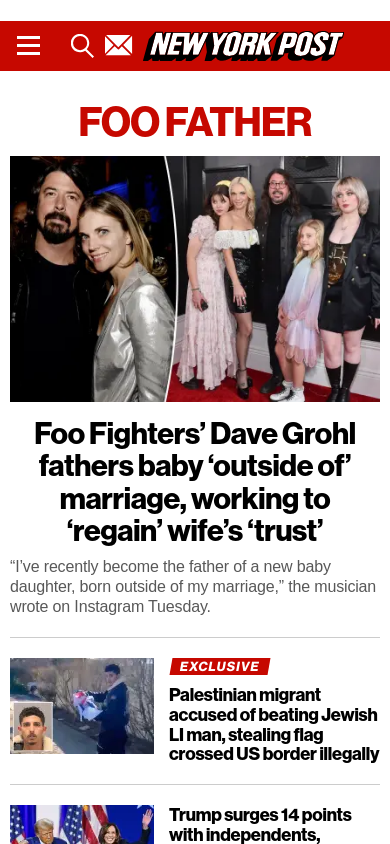 NEW YORK POST
FOO FATHER
Foo Fighters’ Dave Grohl
fathers baby ‘outside of’
marriage, working to
‘regain’ wife’s ‘trust’
“I’ve recently become the father of a new baby
daughter, born outside of my marriage,” the musician
wrote on Instagram Tuesday.
EXCLUSIVE
Palestinian migrant
accused of beating Jewish
LI man, stealing flag
crossed US border illegally
Trump surges 14 points
with independents,